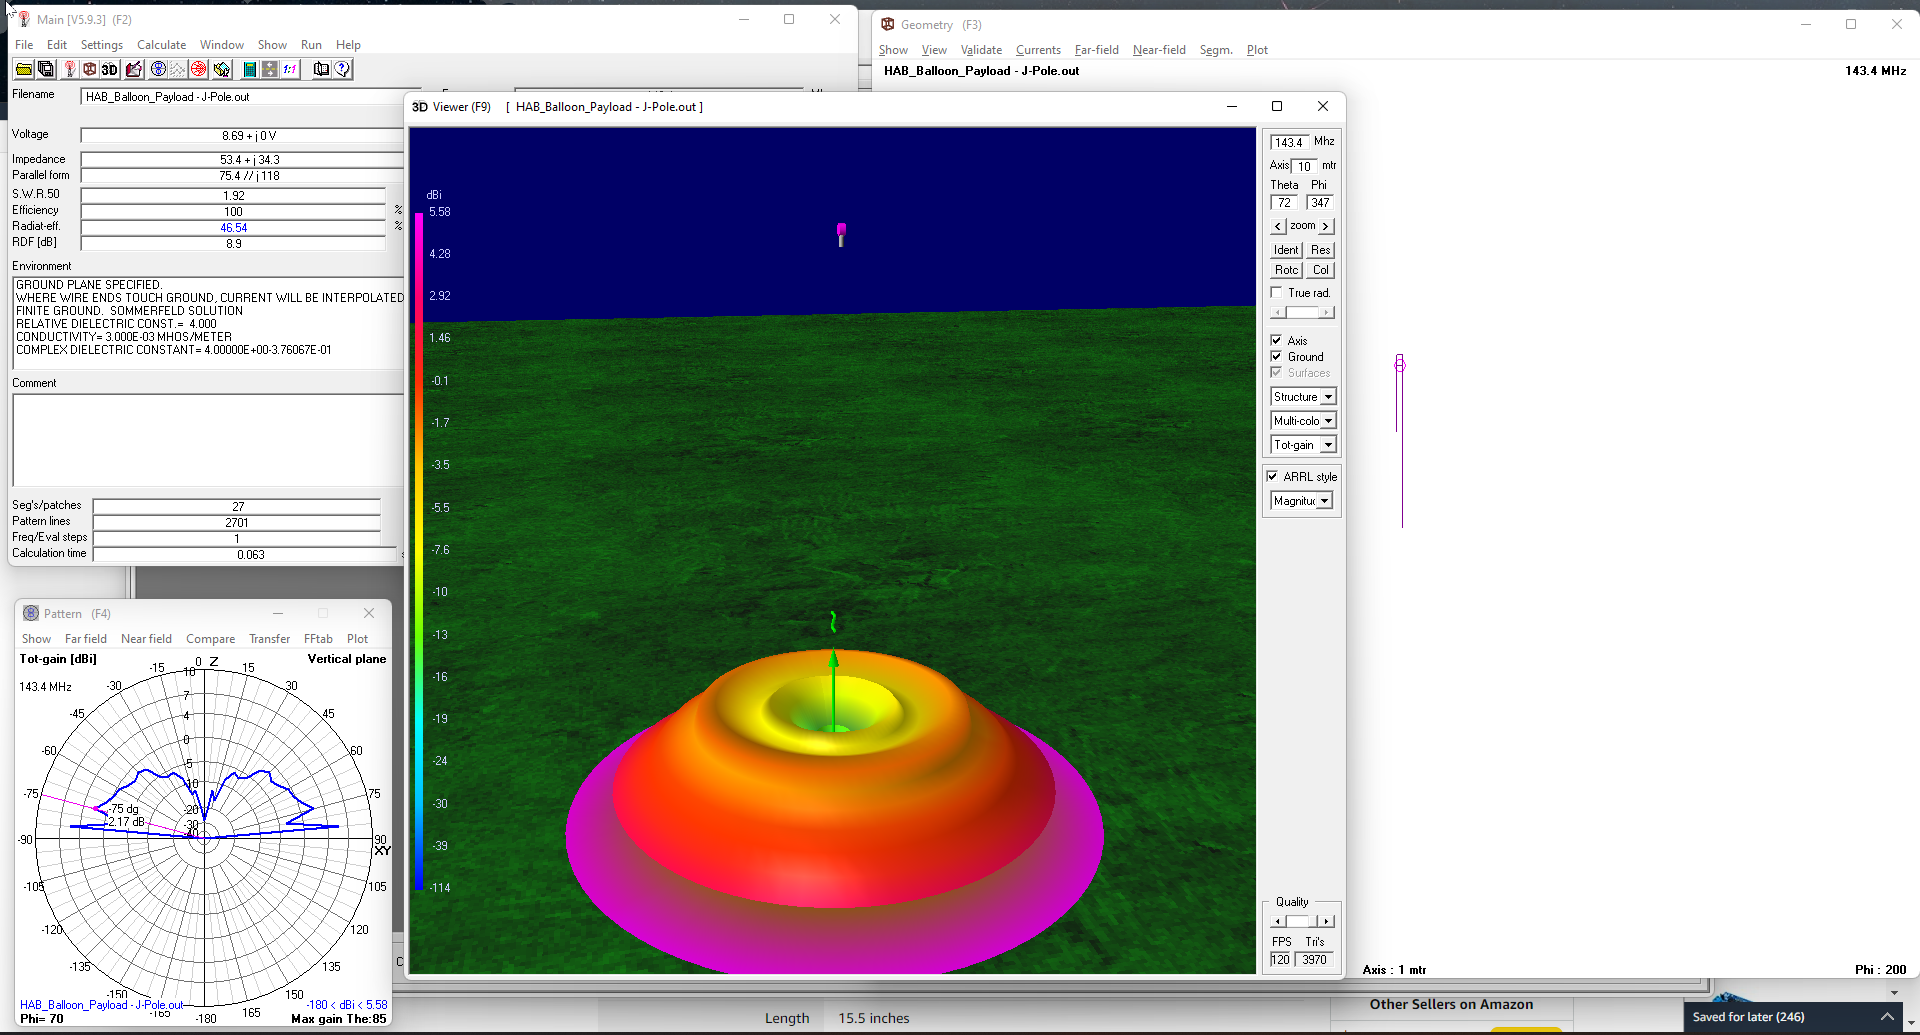 Main [V5.9.3] (F2)
File Edit Settings Calculate Window Show Run Help
3D 1:1
Filename HAB_Balloon_Payload - J-Pole.out
Voltage 8.69 + j 0 V
Impedance 53.4 + j 34.3
Parallel form 75.4 // j 118
S.W.R.50 1.92
Efficiency 100 %
Radiat-eff. 46.54 %
RDF [dB] 8.9
Environment
GROUND PLANE SPECIFIED.
WHERE WIRE ENDS TOUCH GROUND, CURRENT WILL BE INTERPOLATED
FINITE GROUND. SOMMERFELD SOLUTION
RELATIVE DIELECTRIC CONST.= 4.000
CONDUCTIVITY= 3.000E-03 MHOS/METER
COMPLEX DIELECTRIC CONSTANT= 4.00000E+00-3.76067E-01
Comment
Seg's/patches 27
Pattern lines 2701
Freq/Eval steps 1
Calculation time 0.063
Pattern (F4)
Show Far field Near field Compare Transfer FFtab Plot
Tot-gain [dBi] Vertical plane
143.4 MHz
0 Z
-15 15
-30 30
-45 45
-60 60
-75 75
-90 90
XY
-105 105
-120 120
-135 135
-150 150
-165 165
-180
10
7
4
0
-5
-10
-20
-30
-40
-75 dg
-2.17 dB
HAB_Balloon_Payload - J-Pole.out -180 < dBi < 5.58
Phi= 70 Max gain The:85
3D Viewer (F9) [ HAB_Balloon_Payload - J-Pole.out ]
dBi
5.58
4.28
2.92
1.46
-0.1
-1.7
-3.5
-5.5
-7.6
-10
-13
-16
-19
-24
-30
-39
-114
143.4 Mhz
Axis 10 mtr
Theta Phi
72 347
< zoom >
Ident Res
Rotc Col
True rad.
Axis
Ground
Surfaces
Structure
Multi-colo
Tot-gain
ARRL style
Magnituc
Quality
FPS Tri's
120 3970
Geometry (F3)
Show View Validate Currents Far-field Near-field Segm. Plot
HAB_Balloon_Payload - J-Pole.out 143.4 MHz
Axis : 1 mtr Phi : 200
Length 15.5 inches
Other Sellers on Amazon
Saved for later (246)